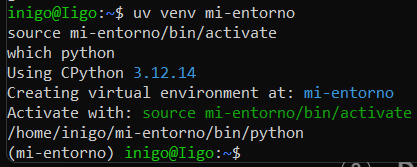 inigo@Iigo:~$ uv venv mi-entorno
source mi-entorno/bin/activate
which python
Using CPython 3.12.14
Creating virtual environment at: mi-entorno
Activate with: source mi-entorno/bin/activate
/home/inigo/mi-entorno/bin/python
(mi-entorno) inigo@Iigo:~$